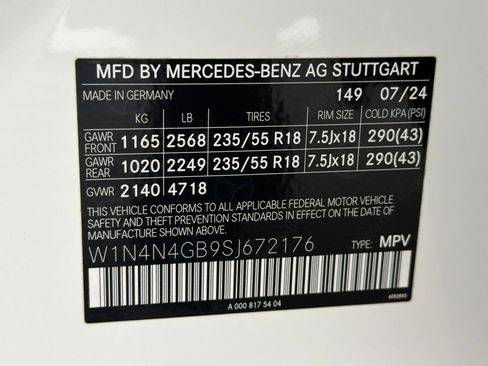 MFD BY MERCEDES-BENZ AG STUTTGART
MADE IN GERMANY 149 07/24
KG LB TIRES RIM SIZE COLD KPA (PSI)
GAWR FRONT 1165 2568 235/55 R18 7.5Jx18 290(43)
GAWR REAR 1020 2249 235/55 R18 7.5Jx18 290(43)
GVWR 2140 4718
THIS VEHICLE CONFORMS TO ALL APPLICABLE FEDERAL MOTOR VEHICLE
SAFETY AND THEFT PREVENTION STANDARDS IN EFFECT ON THE DATE OF
MANUFACTURE SHOWN ABOVE.
W1N4N4GB9SJ672176 TYPE: MPV
A 000 817 54 04